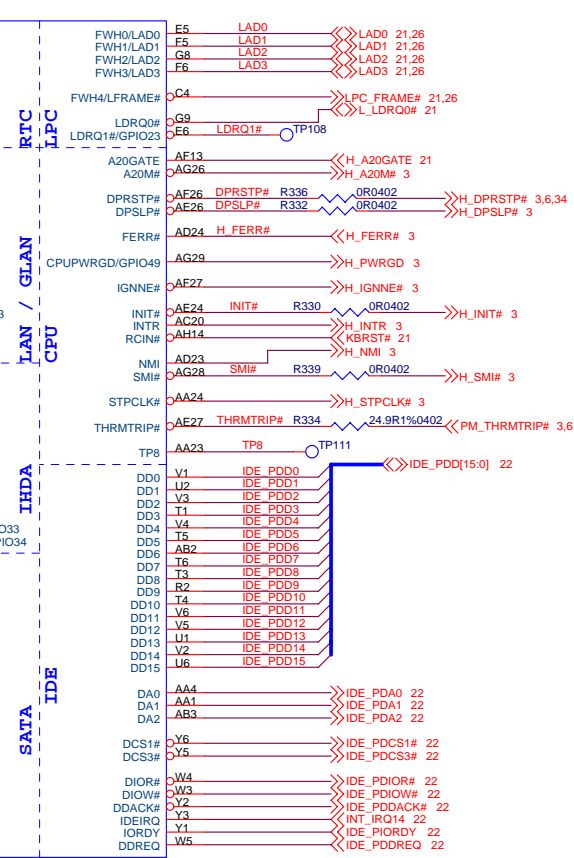 FWH0/LAD0 E5 LAD0 LAD0 21,26
FWH1/LAD1 F5 LAD1 LAD1 21,26
FWH2/LAD2 G8 LAD2 LAD2 21,26
FWH3/LAD3 F6 LAD3 LAD3 21,26
FWH4/LFRAME# C4 LPC_FRAME# 21,26
LDRQ0# G9 L_LDRQ0# 21
LDRQ1#/GPIO23 E6 LDRQ1# TP108
RTC LPC
A20GATE AF13 H_A20GATE 21
A20M# AG26 H_A20M# 3
DPRSTP# AF26 DPRSTP# R336 0R0402 H_DPRSTP# 3,6,34
DPSLP# AE26 DPSLP# R332 0R0402 H_DPSLP# 3
FERR# AD24 H_FERR# H_FERR# 3
CPUPWRGD/GPIO49 AG29 H_PWRGD 3
IGNNE# AF27 H_IGNNE# 3
INIT# AE24 INIT# R330 0R0402 H_INIT# 3
INTR AC20 H_INTR 3
RCIN# AH14 KBRST# 21
LAN / GLAN CPU
NMI AD23 H_NMI 3
SMI# AG28 SMI# R339 0R0402 H_SMI# 3
STPCLK# AA24 H_STPCLK# 3
THRMTRIP# AE27 THRMTRIP# R334 24.9R1%0402 PM_THRMTRIP# 3,6
TP8 AA23 TP8 TP111
IDE_PDD[15:0] 22
DD0 V1 IDE_PDD0
DD1 U2 IDE_PDD1
DD2 V3 IDE_PDD2
DD3 T1 IDE_PDD3
DD4 V4 IDE_PDD4
DD5 T5 IDE_PDD5
DD6 AB2 IDE_PDD6
DD7 T6 IDE_PDD7
DD8 T3 IDE_PDD8
DD9 R2 IDE_PDD9
DD10 T4 IDE_PDD10
DD11 V6 IDE_PDD11
DD12 V5 IDE_PDD12
DD13 U1 IDE_PDD13
DD14 V2 IDE_PDD14
DD15 U6 IDE_PDD15
IHDA
IO33
IO34
DA0 AA4 IDE_PDA0 22
DA1 AA1 IDE_PDA1 22
DA2 AB3 IDE_PDA2 22
SATA IDE
DCS1# Y6 IDE_PDCS1# 22
DCS3# Y5 IDE_PDCS3# 22
DIOR# W4 IDE_PDIOR# 22
DIOW# W3 IDE_PDIOW# 22
DDACK# Y2 IDE_PDDACK# 22
IDEIRQ Y3 INT_IRQ14 22
IORDY Y1 IDE_PIORDY 22
DDREQ W5 IDE_PDDREQ 22